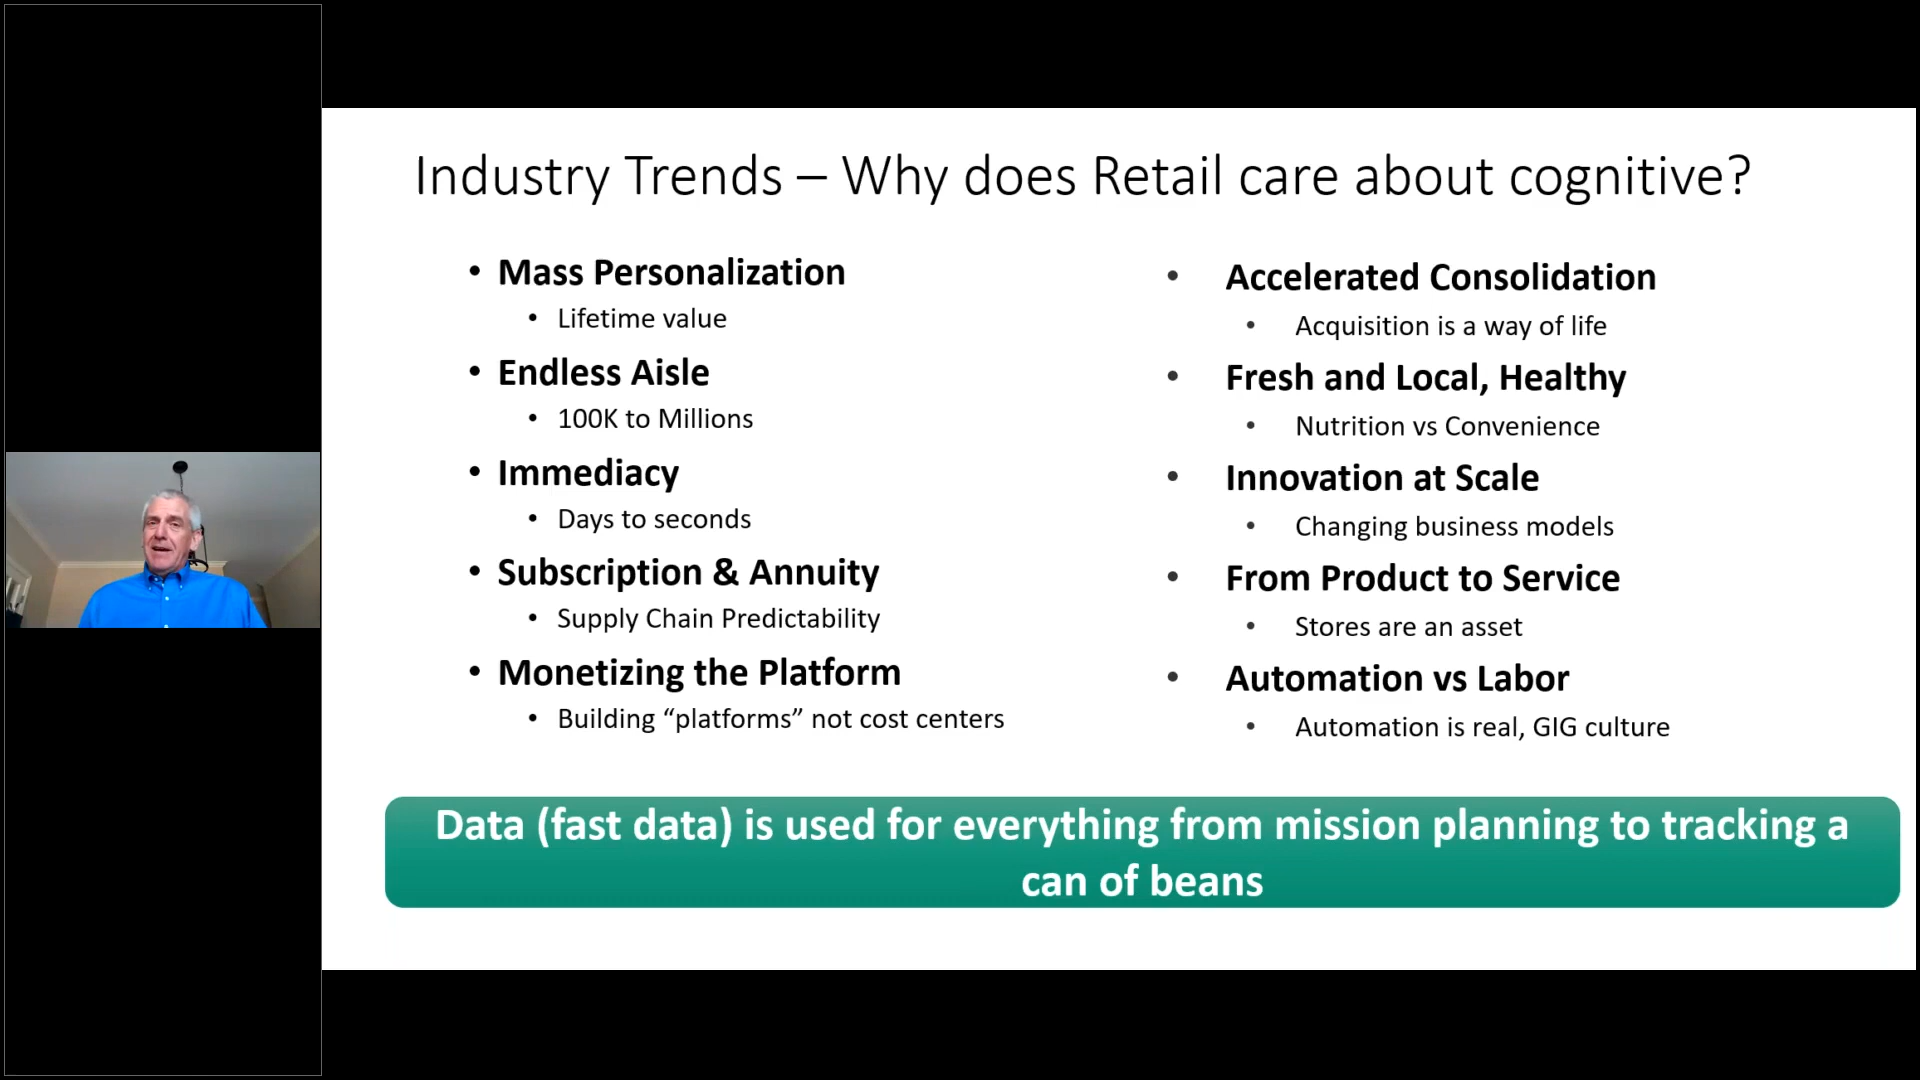 Industry Trends – Why does Retail care about cognitive?
• Mass Personalization
• Lifetime value
• Endless Aisle
• 100K to Millions
• Immediacy
• Days to seconds
• Subscription & Annuity
• Supply Chain Predictability
• Monetizing the Platform
• Building “platforms” not cost centers
• Accelerated Consolidation
• Acquisition is a way of life
• Fresh and Local, Healthy
• Nutrition vs Convenience
• Innovation at Scale
• Changing business models
• From Product to Service
• Stores are an asset
• Automation vs Labor
• Automation is real, GIG culture
Data (fast data) is used for everything from mission planning to tracking a
can of beans